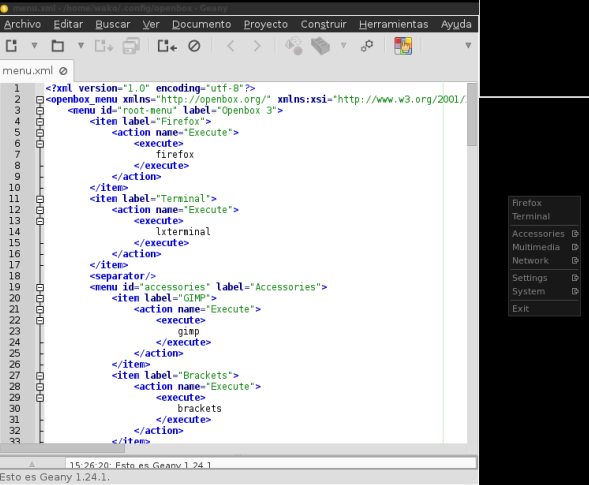 menu.xml - /home/wako/.config/openbox - Geany
Archivo Editar Buscar Ver Documento Proyecto Construir Herramientas Ayuda
menu.xml
1 <?xml version="1.0" encoding="utf-8"?>
2 <openbox_menu xmlns="http://openbox.org/" xmlns:xsi="http://www.w3.org/2001/
3 <menu id="root-menu" label="Openbox 3">
4 <item label="Firefox">
5 <action name="Execute">
6 <execute>
7 firefox
8 </execute>
9 </action>
10 </item>
11 <item label="Terminal">
12 <action name="Execute">
13 <execute>
14 lxterminal
15 </execute>
16 </action>
17 </item>
18 <separator/>
19 <menu id="accessories" label="Accessories">
20 <item label="GIMP">
21 <action name="Execute">
22 <execute>
23 gimp
24 </execute>
25 </action>
26 </item>
27 <item label="Brackets">
28 <action name="Execute">
29 <execute>
30 brackets
31 </execute>
32 </action>
33 </item>
15:26:20: Esto es Geany 1.24.1.
Esto es Geany 1.24.1.
Firefox
Terminal
Accessories
Multimedia
Network
Settings
System
Exit